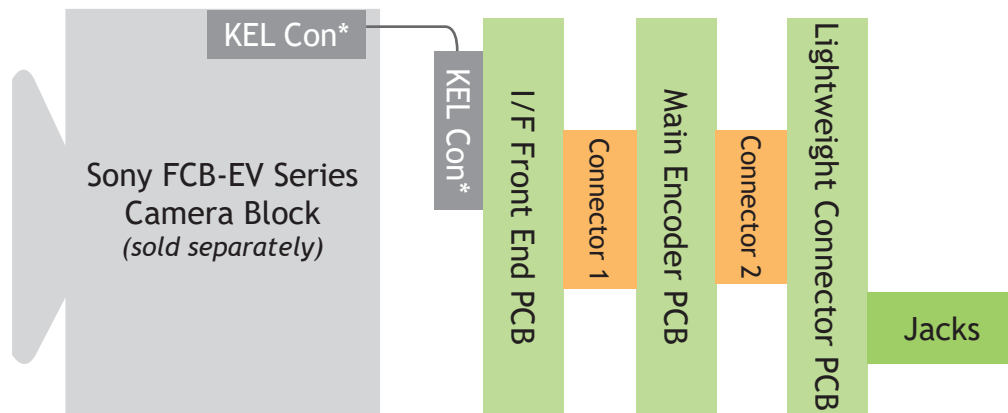 KEL Con*
KEL Con*
Sony FCB-EV Series
Camera Block
(sold separately)
I/F Front End PCB
Connector 1
Main Encoder PCB
Connector 2
Lightweight Connector PCB
Jacks